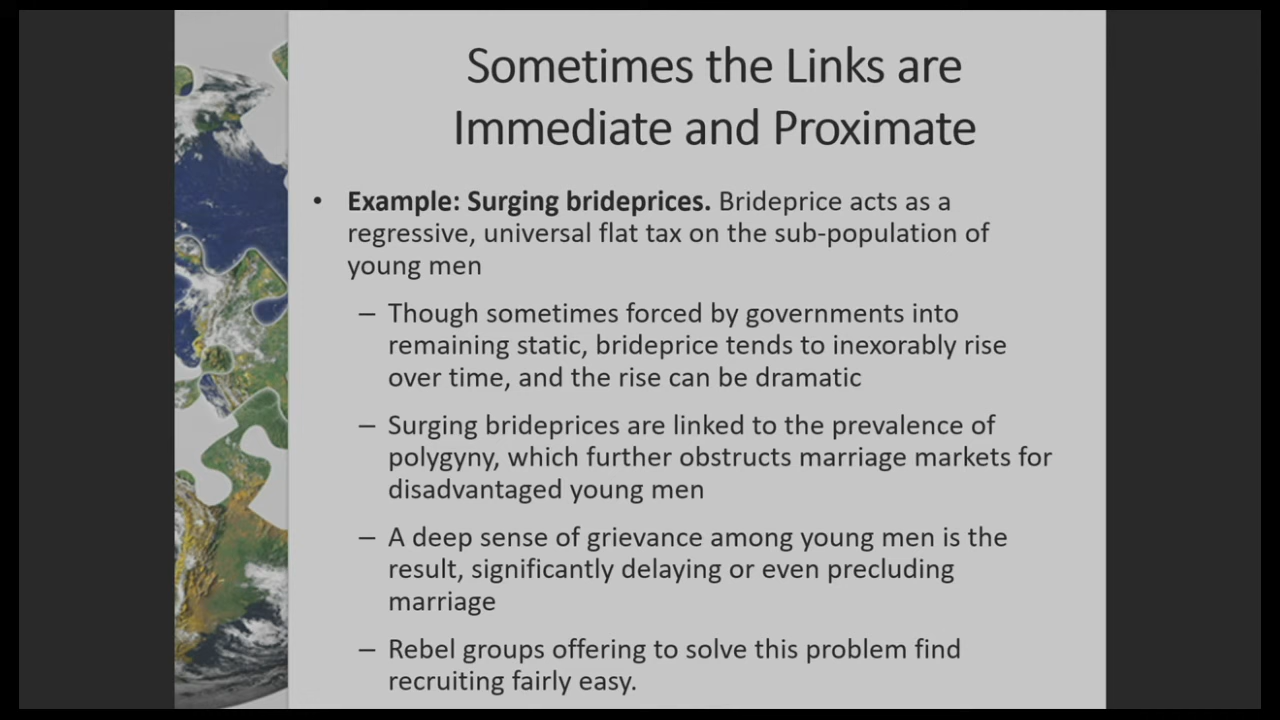 Sometimes the Links are
Immediate and Proximate
• Example: Surging brideprices. Brideprice acts as a
regressive, universal flat tax on the sub-population of
young men
– Though sometimes forced by governments into
remaining static, brideprice tends to inexorably rise
over time, and the rise can be dramatic
– Surging brideprices are linked to the prevalence of
polygyny, which further obstructs marriage markets for
disadvantaged young men
– A deep sense of grievance among young men is the
result, significantly delaying or even precluding
marriage
– Rebel groups offering to solve this problem find
recruiting fairly easy.